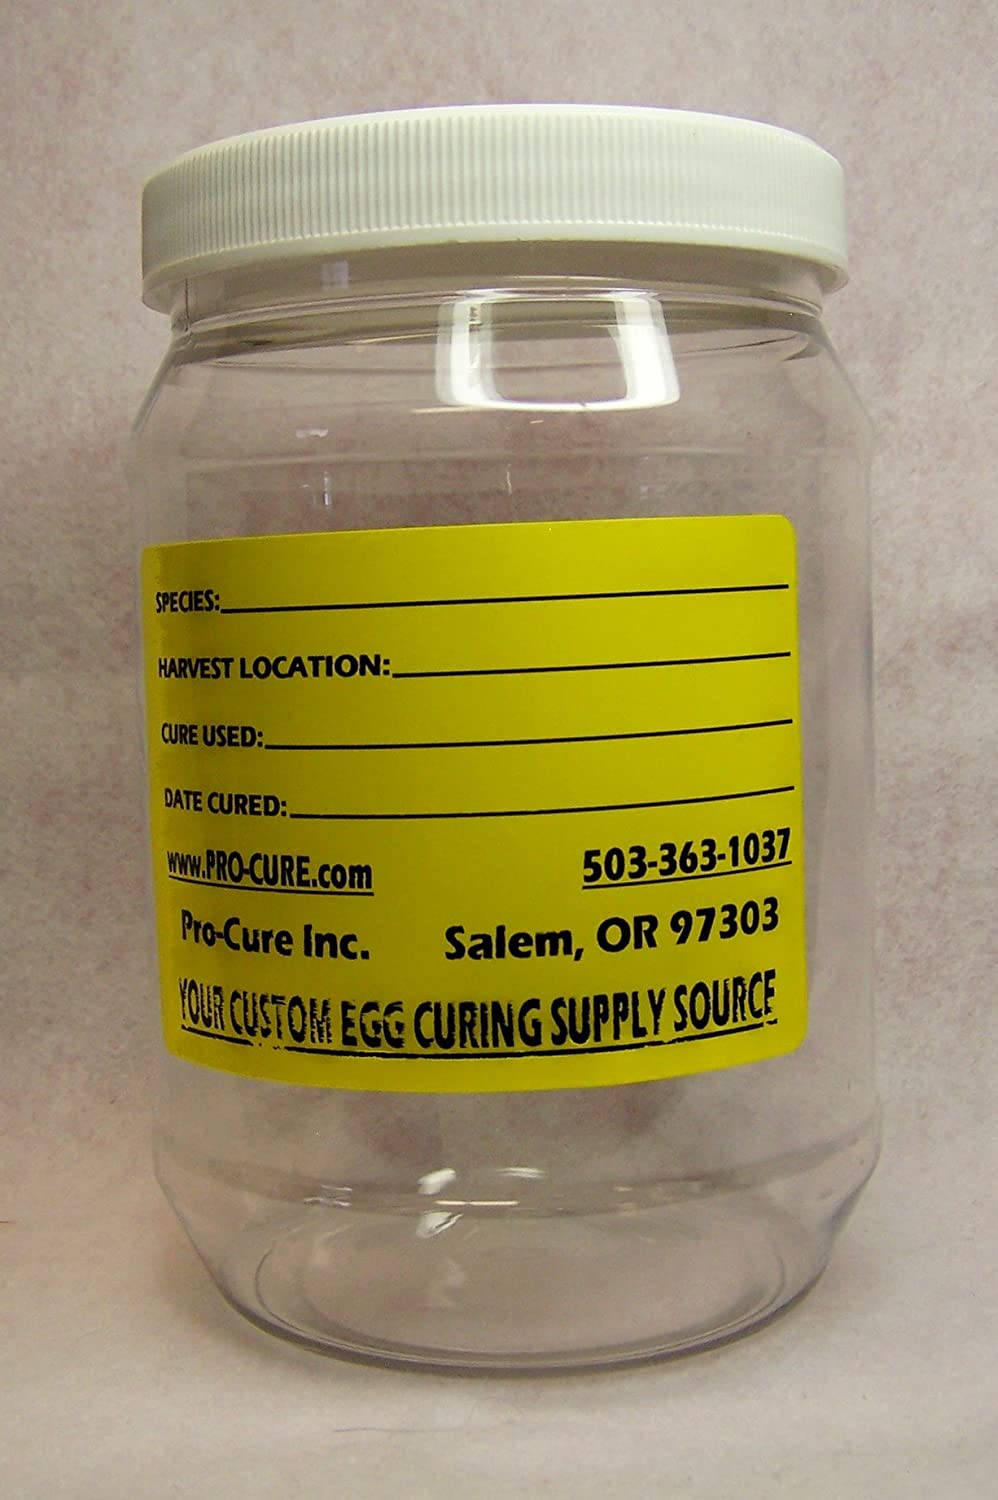 SPECIES:
HARVEST LOCATION:
CURE USED:
DATE CURED:
www.PRO-CURE.com 503-363-1037
Pro-Cure Inc. Salem, OR 97303
YOUR CUSTOM EGG CURING SUPPLY SOURCE